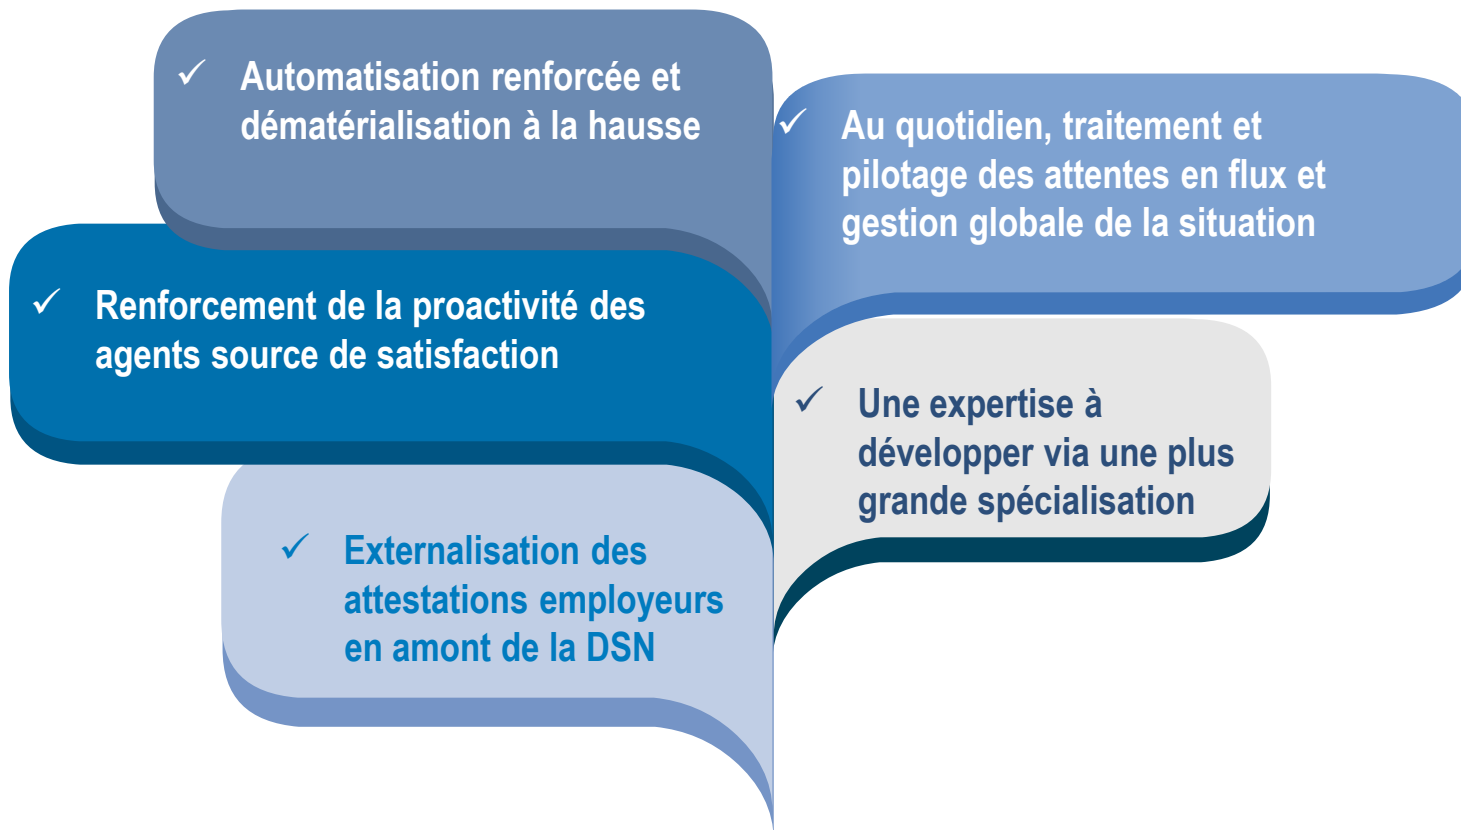 ✓ Automatisation renforcée et
dématérialisation à la hausse
✓ Au quotidien, traitement et
pilotage des attentes en flux et
gestion globale de la situation
✓ Renforcement de la proactivité des
agents source de satisfaction
✓ Une expertise à
développer via une plus
grande spécialisation
✓ Externalisation des
attestations employeurs
en amont de la DSN